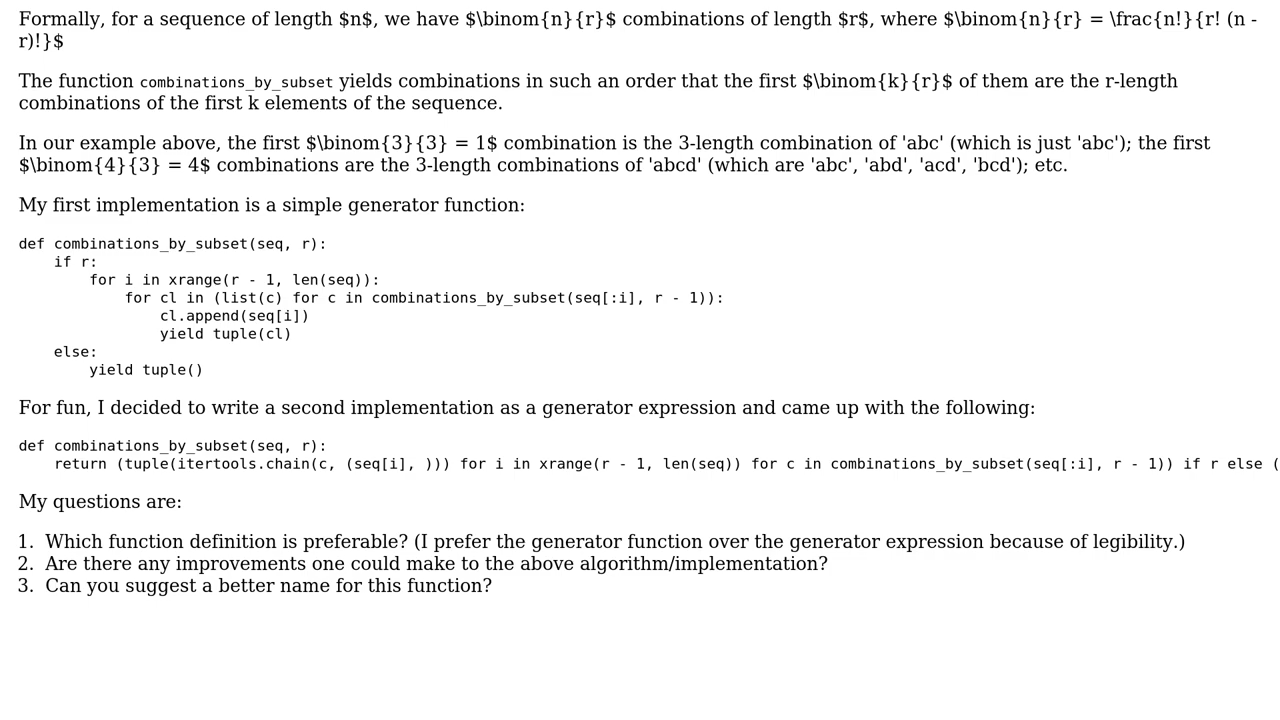 Formally, for a sequence of length $n$, we have $\binom{n}{r}$ combinations of length $r$, where $\binom{n}{r} = \frac{n!}{r! (n -
r)!}$
The function combinations_by_subset yields combinations in such an order that the first $\binom{k}{r}$ of them are the r-length
combinations of the first k elements of the sequence.
In our example above, the first $\binom{3}{3} = 1$ combination is the 3-length combination of 'abc' (which is just 'abc'); the first
$\binom{4}{3} = 4$ combinations are the 3-length combinations of 'abcd' (which are 'abc', 'abd', 'acd', 'bcd'); etc.
My first implementation is a simple generator function:
def combinations_by_subset(seq, r):
    if r:
        for i in xrange(r - 1, len(seq)):
            for cl in (list(c) for c in combinations_by_subset(seq[:i], r - 1)):
                cl.append(seq[i])
                yield tuple(cl)
    else:
        yield tuple()
For fun, I decided to write a second implementation as a generator expression and came up with the following:
def combinations_by_subset(seq, r):
    return (tuple(itertools.chain(c, (seq[i], ))) for i in xrange(r - 1, len(seq)) for c in combinations_by_subset(seq[:i], r - 1)) if r else (
My questions are:
1. Which function definition is preferable? (I prefer the generator function over the generator expression because of legibility.)
2. Are there any improvements one could make to the above algorithm/implementation?
3. Can you suggest a better name for this function?